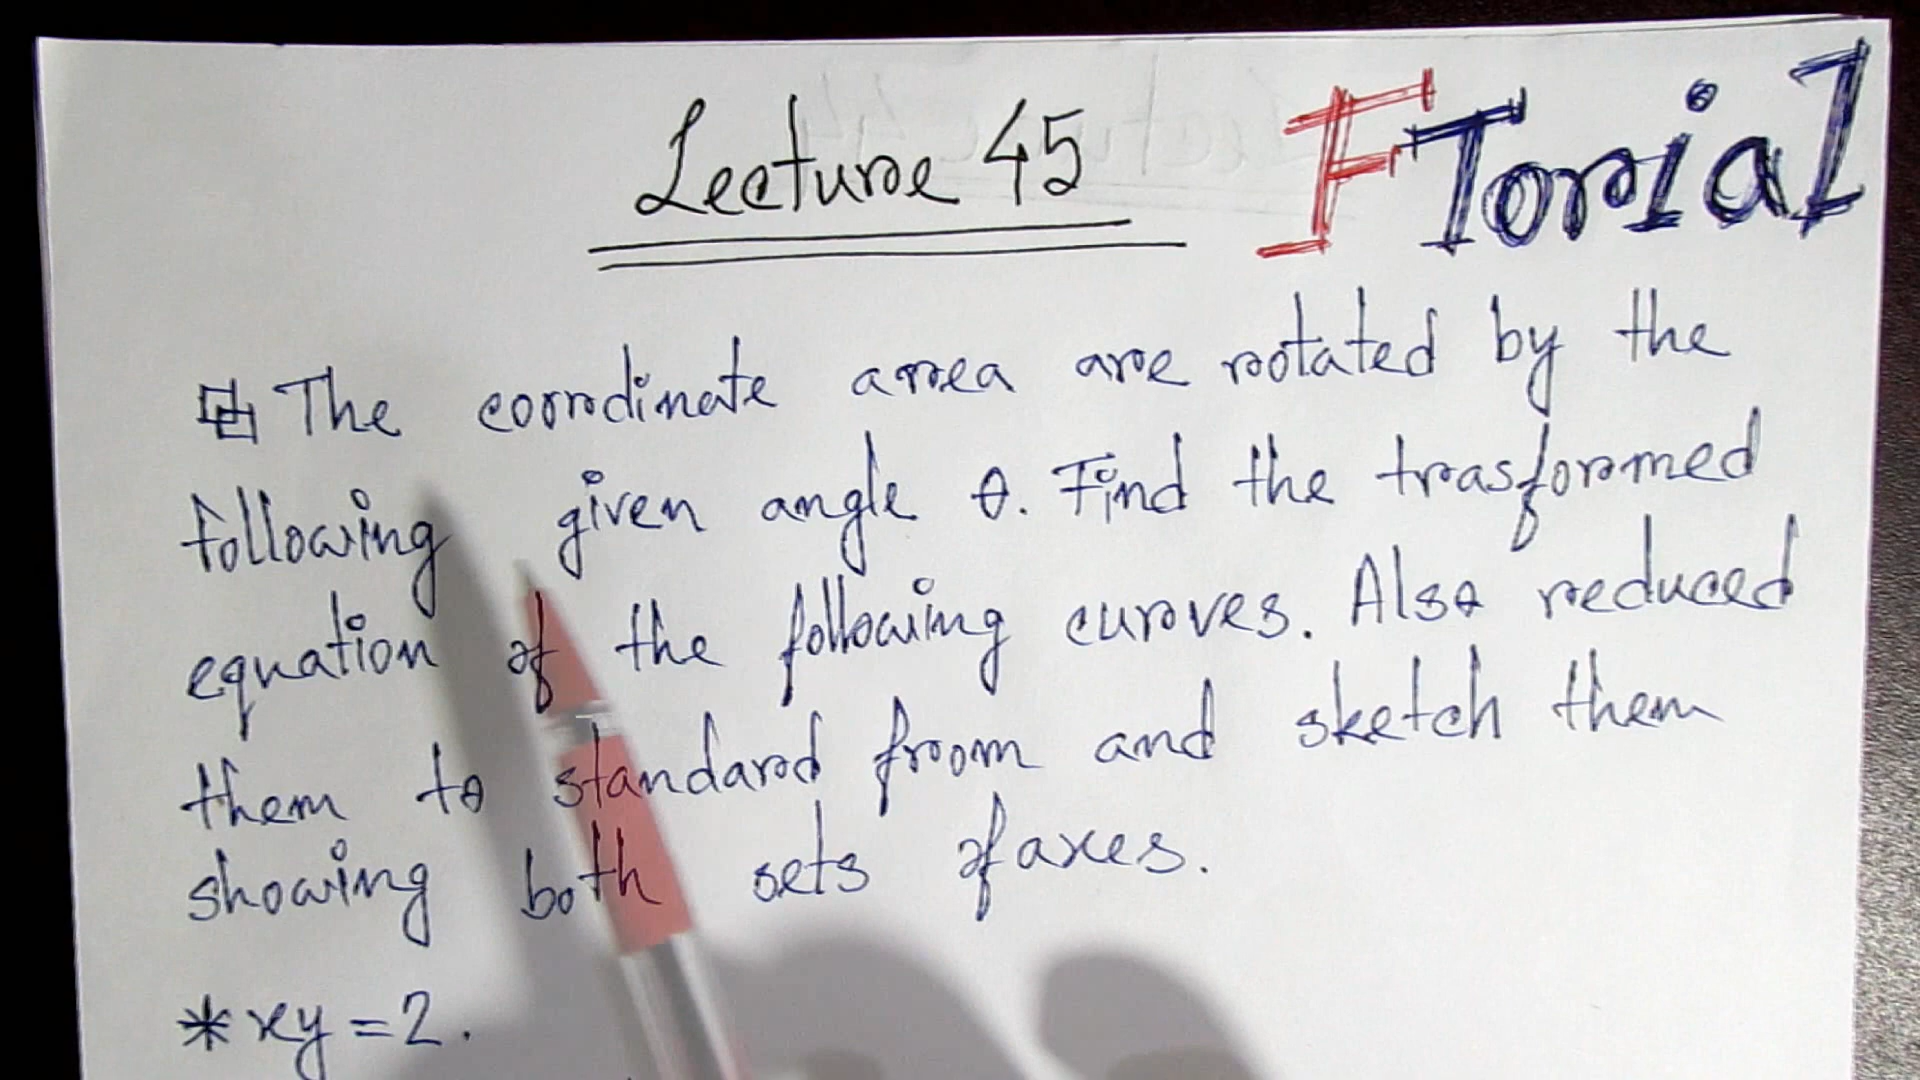 Lecture 45
FTorial
The coordinate area are rotated by the
following given angle θ. Find the trasformed
equation of the following curves. Also reduced
them to standard from and sketch them
showing both sets of axes.
* xy = 2.